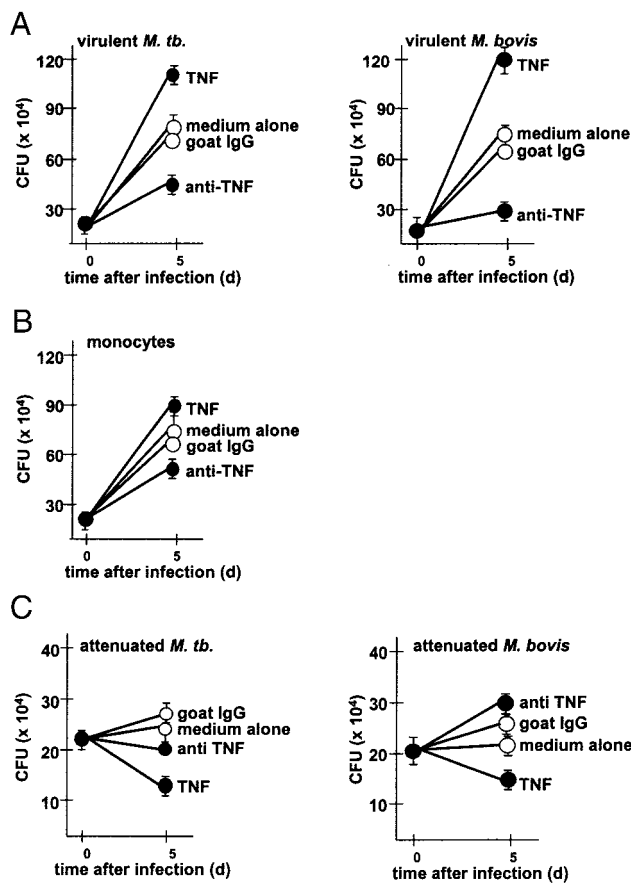 A
virulent M. tb.
CFU (x 10⁴)
120
90
60
30
TNF
medium alone
goat IgG
anti-TNF
0 5
time after infection (d)
virulent M. bovis
CFU (x 10⁴)
120
90
60
30
TNF
medium alone
goat IgG
anti-TNF
0 5
time after infection (d)
B
monocytes
CFU (x 10⁴)
120
90
60
30
TNF
medium alone
goat IgG
anti-TNF
0 5
time after infection (d)
C
attenuated M. tb.
CFU (x 10⁴)
40
30
20
10
goat IgG
medium alone
anti TNF
TNF
0 5
time after infection (d)
attenuated M. bovis
CFU (x 10⁴)
40
30
20
10
anti TNF
goat IgG
medium alone
TNF
0 5
time after infection (d)